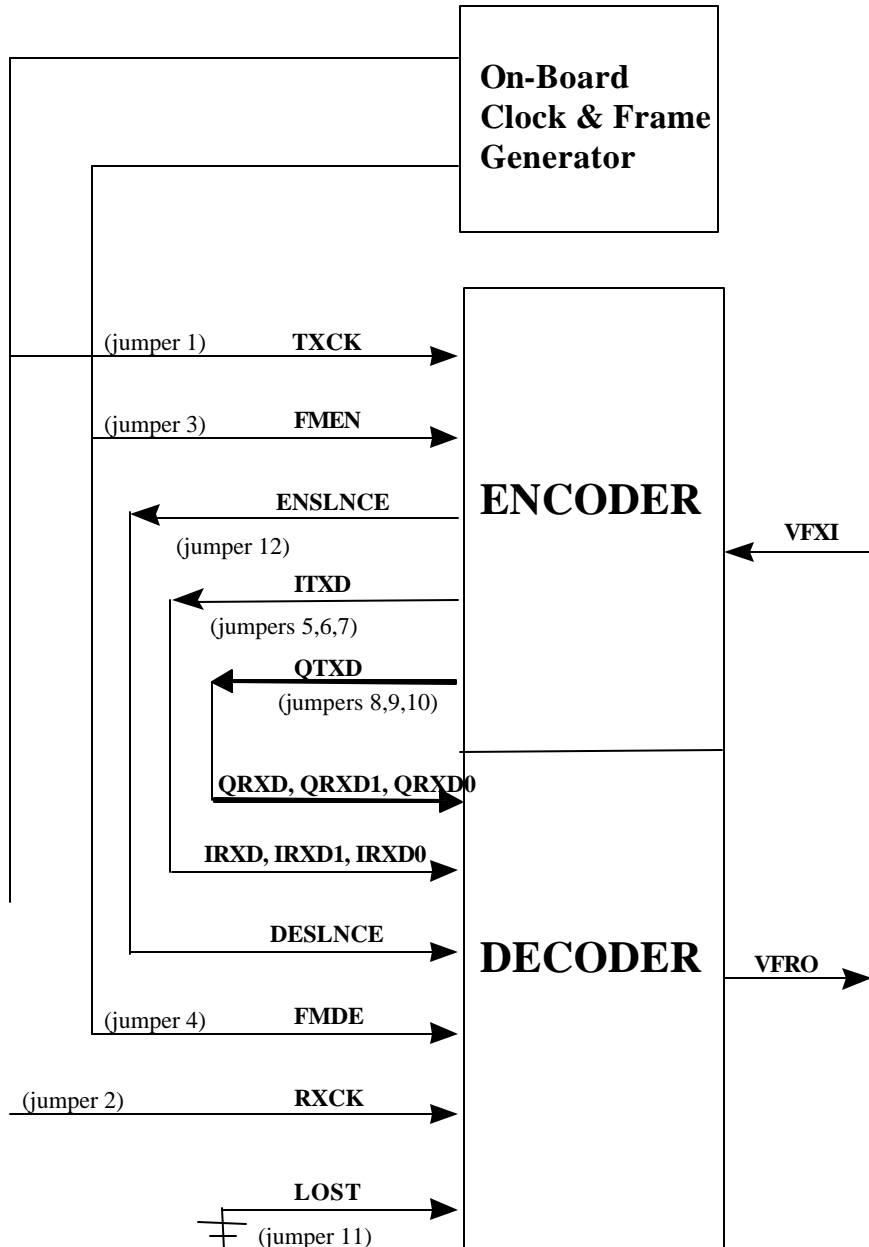 On-Board
Clock & Frame
Generator
(jumper 1) TXCK
(jumper 3) FMEN
ENCODER
ENSLNCE
(jumper 12)
VFXI
ITXD
(jumpers 5,6,7)
QTXD
(jumpers 8,9,10)
QRXD, QRXD1, QRXD0
IRXD, IRXD1, IRXD0
DESLNCE
DECODER
VFRO
(jumper 4) FMDE
(jumper 2) RXCK
LOST
(jumper 11)